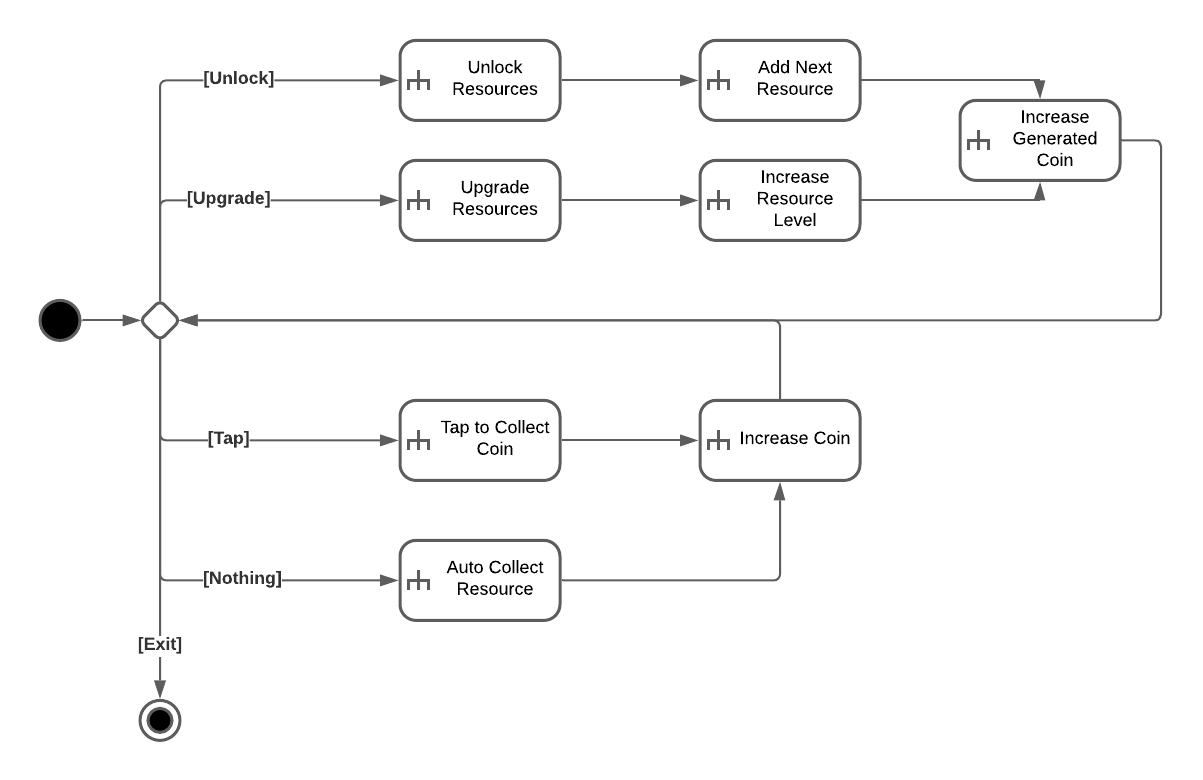 [Unlock]
Unlock
Resources
Add Next
Resource
Increase
Generated
Coin
[Upgrade]
Upgrade
Resources
Increase
Resource
Level
[Tap]
Tap to Collect
Coin
Increase Coin
[Nothing]
Auto Collect
Resource
[Exit]